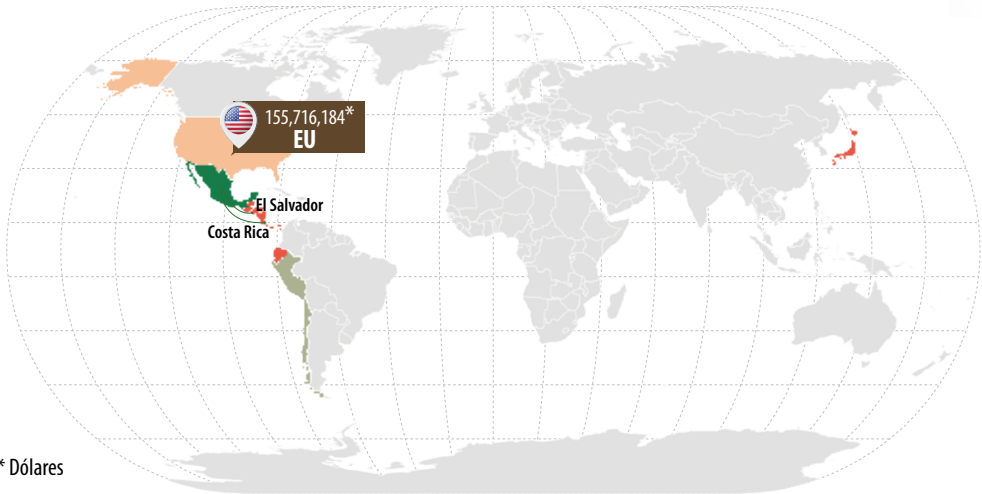 155,716,184*
EU
El Salvador
Costa Rica
* Dólares